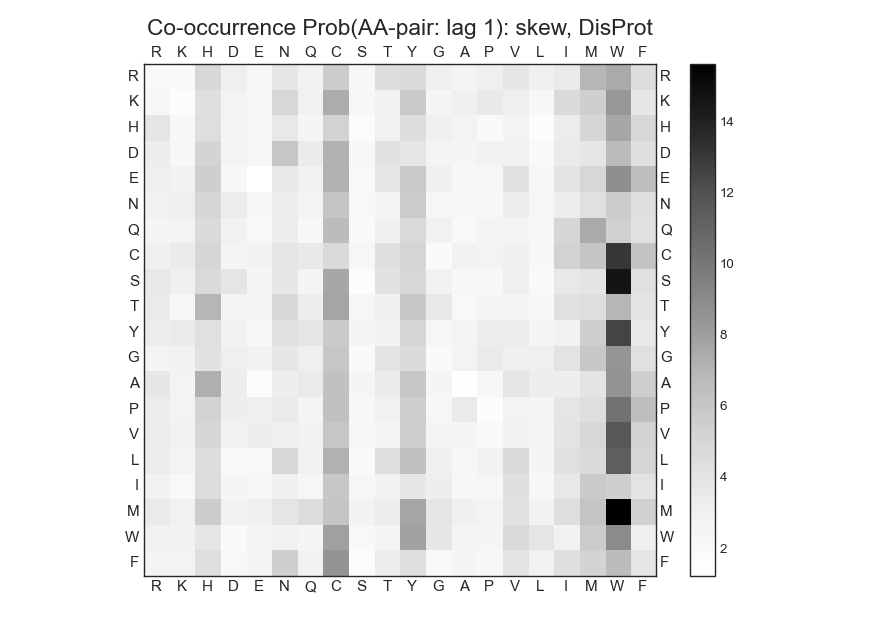 Co-occurrence Prob(AA-pair: lag 1): skew, DisProt
R K H D E N Q C S T Y G A P V L I M W F
R R
K K
H H
D D
E E
N N
Q Q
C C
S S
T T
Y Y
G G
A A
P P
V V
L L
I I
M M
W W
F F
R K H D E N Q C S T Y G A P V L I M W F
14
12
10
8
6
4
2